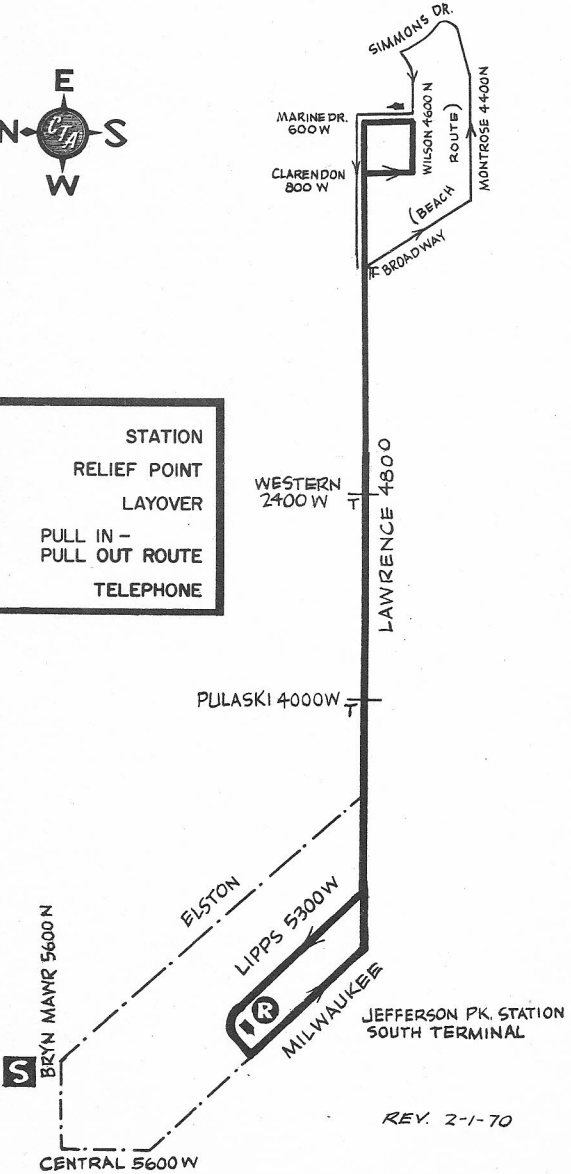 SIMMONS DR.
E
N
CTA
S
W
MARINE DR.
600 W
WILSON 4600 N
MONTROSE 4400N
CLARENDON
800 W
(BEACH
ROUTE)
T
BROADWAY
STATION
RELIEF POINT
LAYOVER
PULL IN -
PULL OUT ROUTE
TELEPHONE
WESTERN
2400 W
T
LAWRENCE 4800
PULASKI 4000W
T
ELSTON
LIPPS 5300W
BRYN MAWR 5600N
R
MILWAUKEE
JEFFERSON PK. STATION
SOUTH TERMINAL
S
REV. 2-1-70
CENTRAL 5600W